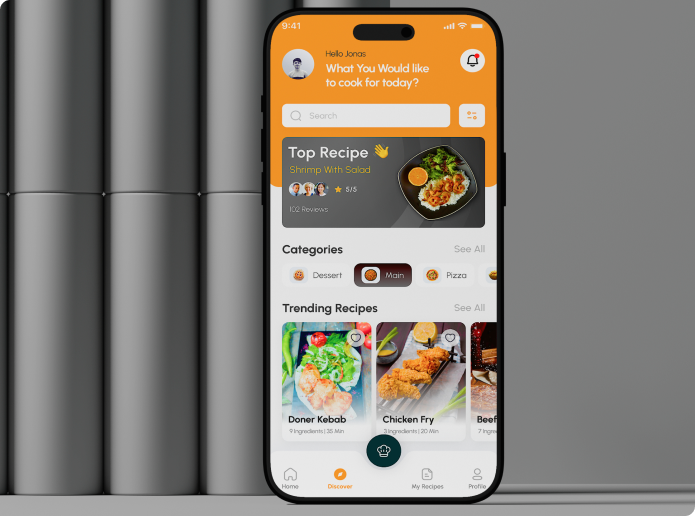 9:41
Hello Jonas
What You Would like
to cook for today?
Search
Top Recipe 👋
Shrimp With Salad
5/5
102 Reviews
Categories
See All
Dessert
Main
Pizza
Trending Recipes
See All
Doner Kebab
9 Ingredients | 35 Min
Chicken Fry
3 Ingredients | 20 Min
Beef
7 Ingre
Home
Discover
My Recipes
Profile